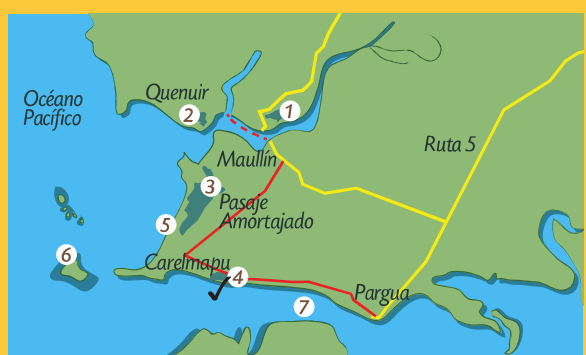 Océano
Pacífico
Quenuir
2
1
Ruta 5
Maullín
3
Pasaje
Amortajado
5
6
Carelmapu
4
7
Pargua